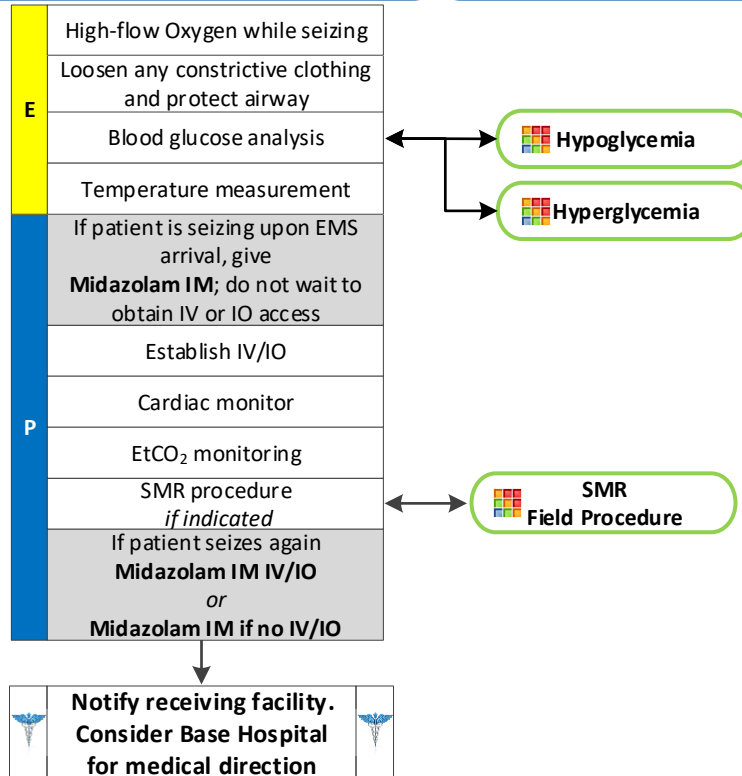 High-flow Oxygen while seizing
Loosen any constrictive clothing
and protect airway
E
Blood glucose analysis
Hypoglycemia
Temperature measurement
Hyperglycemia
If patient is seizing upon EMS
arrival, give
Midazolam IM; do not wait to
obtain IV or IO access
Establish IV/IO
Cardiac monitor
P
EtCO₂ monitoring
SMR procedure
if indicated
SMR
Field Procedure
If patient seizes again
Midazolam IM IV/IO
or
Midazolam IM if no IV/IO
Notify receiving facility.
Consider Base Hospital
for medical direction